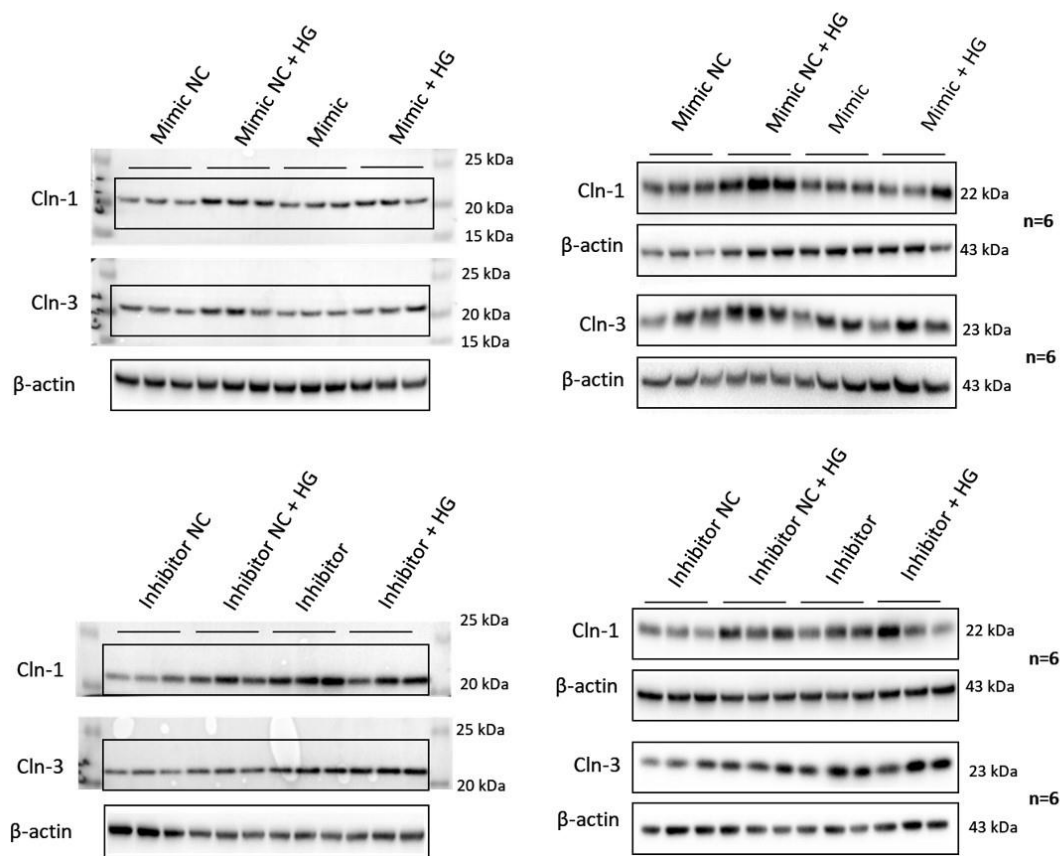 Mimic NC
Mimic NC + HG
Mimic
Mimic + HG
25 kDa
Cln-1
20 kDa
15 kDa
25 kDa
Cln-3
20 kDa
15 kDa
β-actin
Mimic NC
Mimic NC + HG
Mimic
Mimic + HG
Cln-1
22 kDa
n=6
β-actin
43 kDa
Cln-3
23 kDa
n=6
β-actin
43 kDa
Inhibitor NC
Inhibitor NC + HG
Inhibitor
Inhibitor + HG
25 kDa
Cln-1
20 kDa
25 kDa
Cln-3
20 kDa
β-actin
Inhibitor NC
Inhibitor NC + HG
Inhibitor
Inhibitor + HG
Cln-1
22 kDa
n=6
β-actin
43 kDa
Cln-3
23 kDa
n=6
β-actin
43 kDa